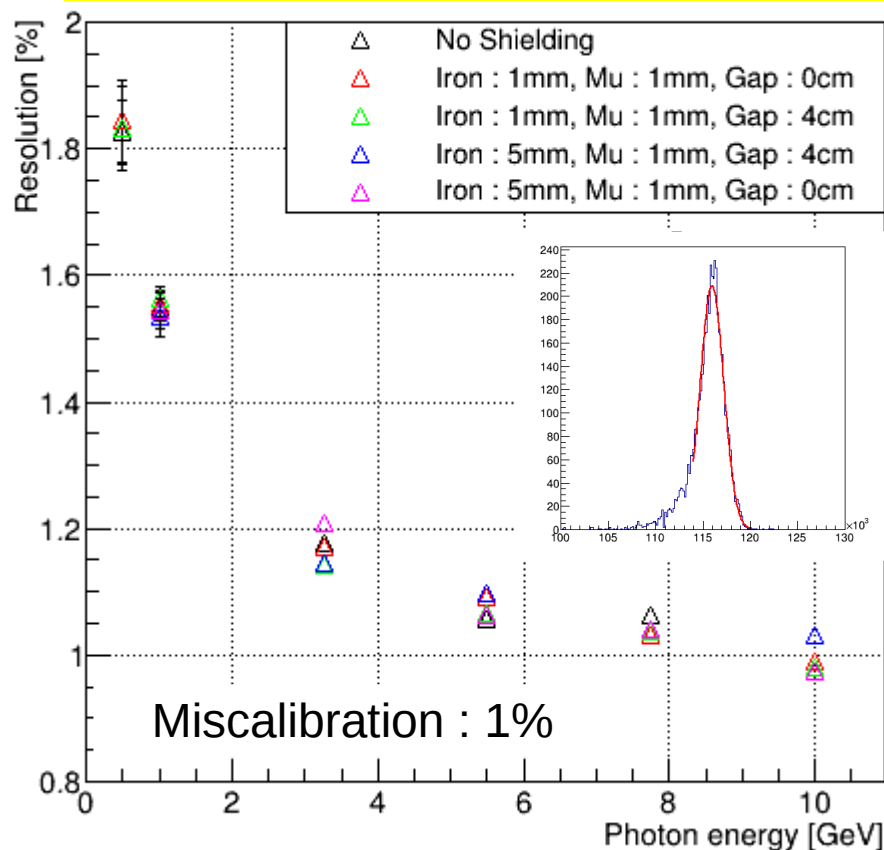 Resolution [%]
2
1.8
1.6
1.4
1.2
1
0.8
No Shielding
Iron : 1mm, Mu : 1mm, Gap : 0cm
Iron : 1mm, Mu : 1mm, Gap : 4cm
Iron : 5mm, Mu : 1mm, Gap : 4cm
Iron : 5mm, Mu : 1mm, Gap : 0cm
240
220
200
180
160
140
120
100
80
60
40
20
0
100 105 110 115 120 125 130 ×10³
Miscalibration : 1%
0 2 4 6 8 10
Photon energy [GeV]